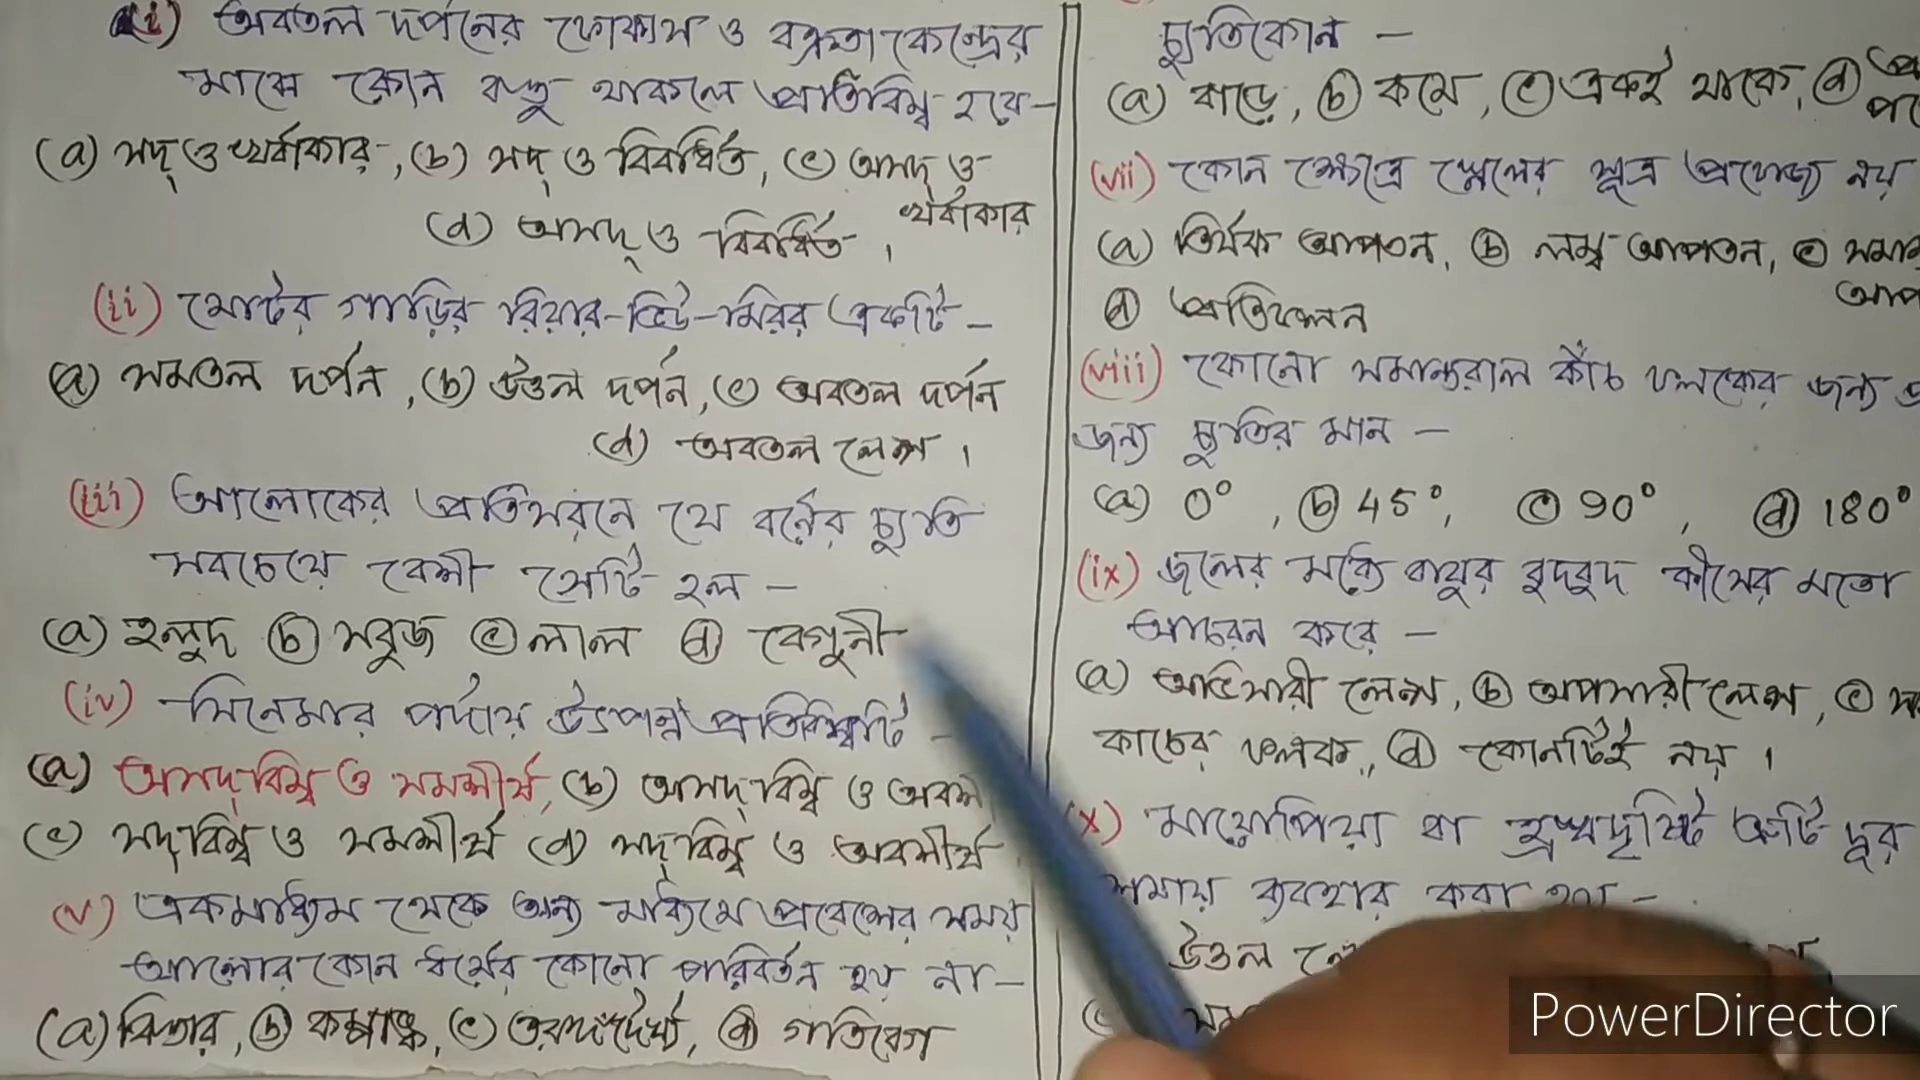 (i) অবতল দর্পনের ফোকাস ও বক্রতা কেন্দ্রের
মাঝে কোন বস্তু থাকলে প্রতিবিম্ব হবে-
(a) সদ্ ও খর্বাকার, (b) সদ্ ও বিবর্ধিত, (c) অসদ্ ও
খর্বাকার
(d) অসদ্ ও বিবর্ধিত ।
(ii) মোটর গাড়ির রিয়ার-ভিউ-মিরর একটি-
(a) সমতল দর্পন, (b) উত্তল দর্পন, (c) অবতল দর্পন
(d) অবতল লেন্স ।
(iii) আলোকের প্রতিসরনে যে বর্নের চ্যুতি
সবচেয়ে বেশী সেটি হল -
(a) হলুদ (b) সবুজ (c) লাল (d) বেগুনী
(iv) সিনেমার পর্দায় উৎপন্ন প্রতিবিম্বটি -
(a) অসদ্ বিম্ব ও সমশীর্ষ, (b) অসদ্ বিম্ব ও
(c) সদ্ বিম্ব ও সমশীর্ষ (d) সদ্ বিম্ব ও অবশীর্ষ
(v) একমাধ্যম থেকে অন্য মাধ্যমে প্রবেশের সময়
আলোর কোন ধর্মের কোনো পরিবর্তন হয় না-
(a) বিস্তার, (b) কম্পাঙ্ক, (c) তরঙ্গদৈর্ঘ্য, (d) গতিবেগ
চ্যুতিকোন -
(a) বাড়ে, (b) কমে, (c) একই থাকে, (d)
(vii) কোন ক্ষেত্রে স্নেলের সূত্র প্রযোজ্য নয়
(a) তির্যক আপতন, (b) লম্ব আপতন, (c)
(d) প্রতিফলন
(viii) কোনো সমান্তরাল কাঁচ ফলকের জন্য
জন্য চ্যুতির মান -
(a) 0°, (b) 45°, (c) 90°, (d) 180°
(ix) জলের মধ্যে বায়ুর বুদবুদ কীসের মতো
আচরন করে -
(a) অভিসারী লেন্স, (b) অপসারী লেন্স, (c)
কাচের ফলক, (d) কোনটিই নয় ।
(x) মায়োপিয়া বা হ্রস্বদৃষ্টি ত্রুটি দূর
ব্যবহার করা হয় -
উত্তল
PowerDirector